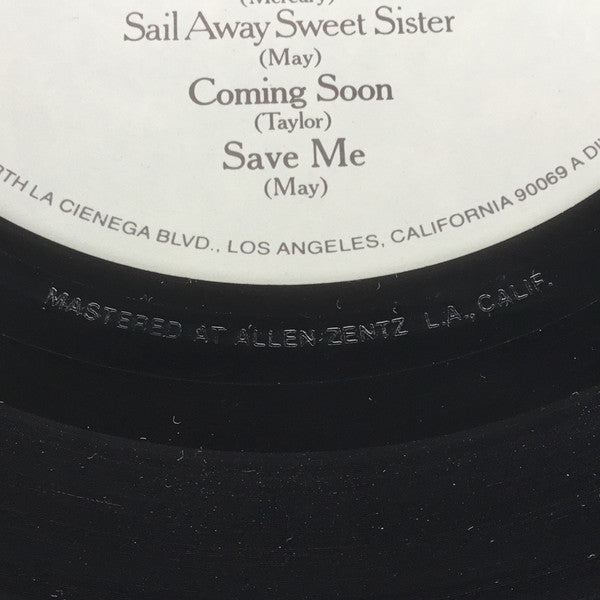 (Mercury)
Sail Away Sweet Sister
(May)
Coming Soon
(Taylor)
Save Me
(May)
LA CIENEGA BLVD., LOS ANGELES, CALIFORNIA 90069 A
MASTERED AT ALLEN ZENTZ L.A., CALIF.